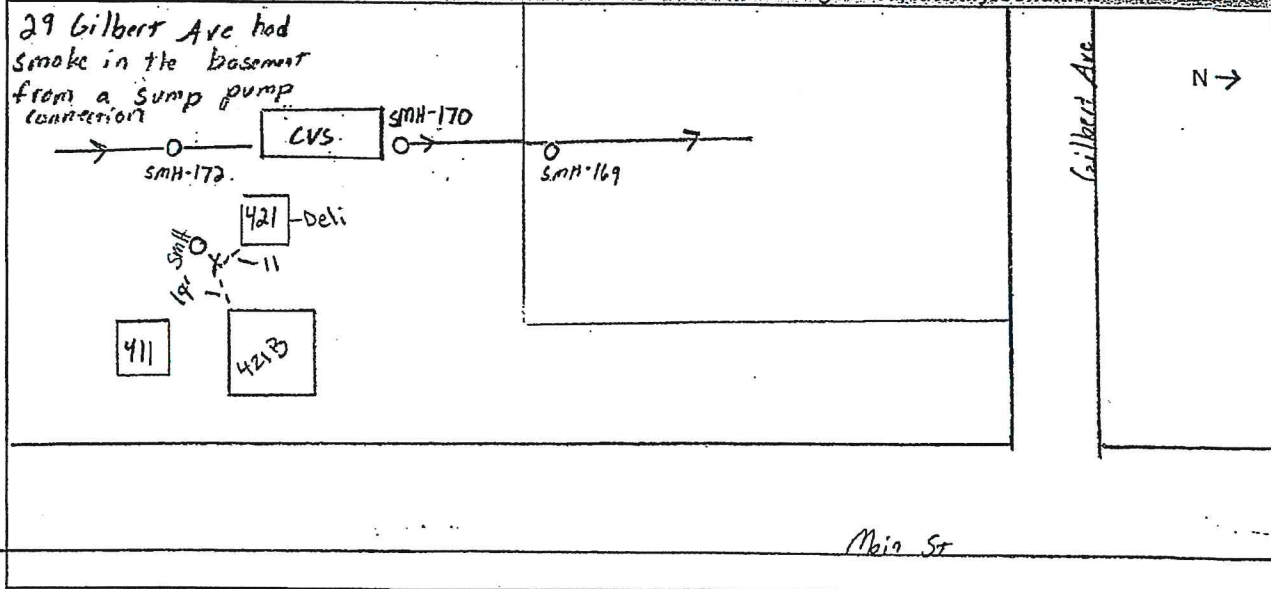 29 Gilbert Ave had
smoke in the basement
from a sump pump
connection
CVS.
SMH-170
SMH-172.
SMH-169
421
Deli
SMH
11
411
421B
Gilbert Ave
N →
Main St